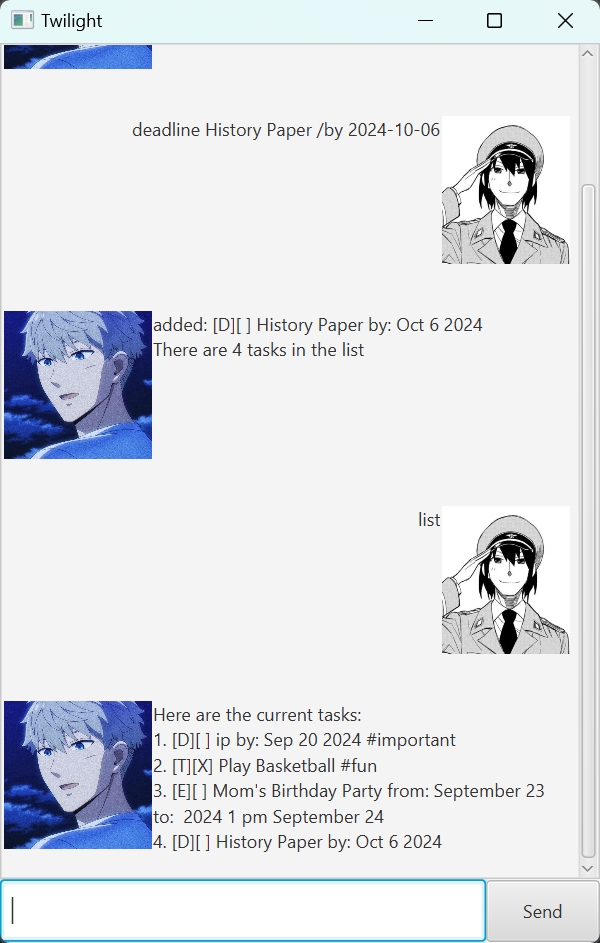 Twilight
deadline History Paper /by 2024-10-06
added: [D][ ] History Paper by: Oct 6 2024
There are 4 tasks in the list
list
Here are the current tasks:
1. [D][ ] ip by: Sep 20 2024 #important
2. [T][X] Play Basketball #fun
3. [E][ ] Mom's Birthday Party from: September 23
to:  2024 1 pm September 24
4. [D][ ] History Paper by: Oct 6 2024
Send